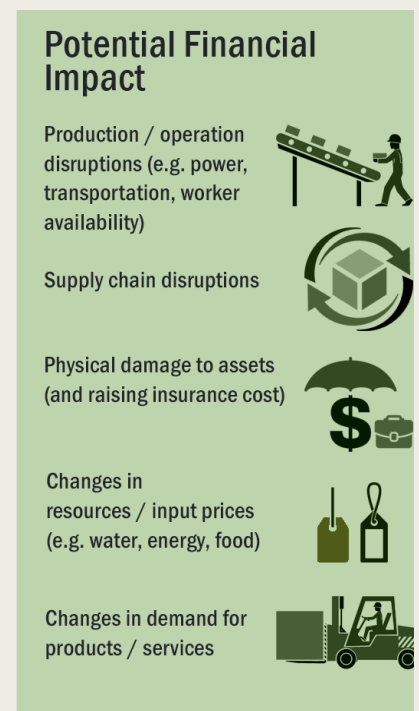 Potential Financial
Impact
Production / operation
disruptions (e.g. power,
transportation, worker
availability)
Supply chain disruptions
Physical damage to assets
(and raising insurance cost)
Changes in
resources / input prices
(e.g. water, energy, food)
Changes in demand for
products / services